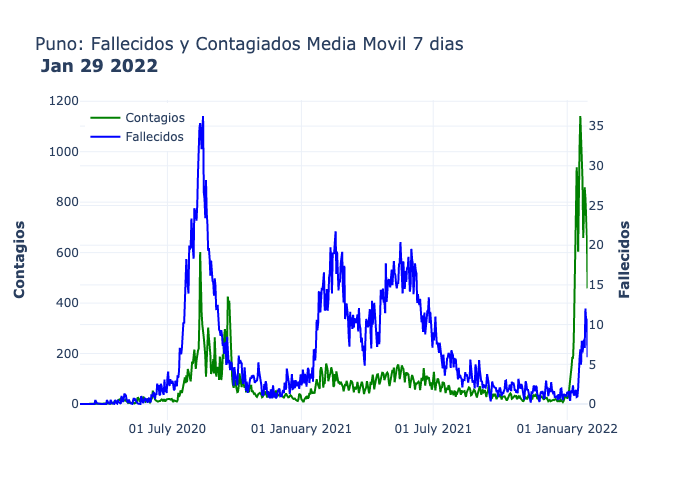 Puno: Fallecidos y Contagiados Media Movil 7 dias
Jan 29 2022
Contagios
Fallecidos
1200
1000
800
600
400
200
0
Contagios
35
30
25
20
15
10
5
0
Fallecidos
01 July 2020
01 January 2021
01 July 2021
01 January 2022